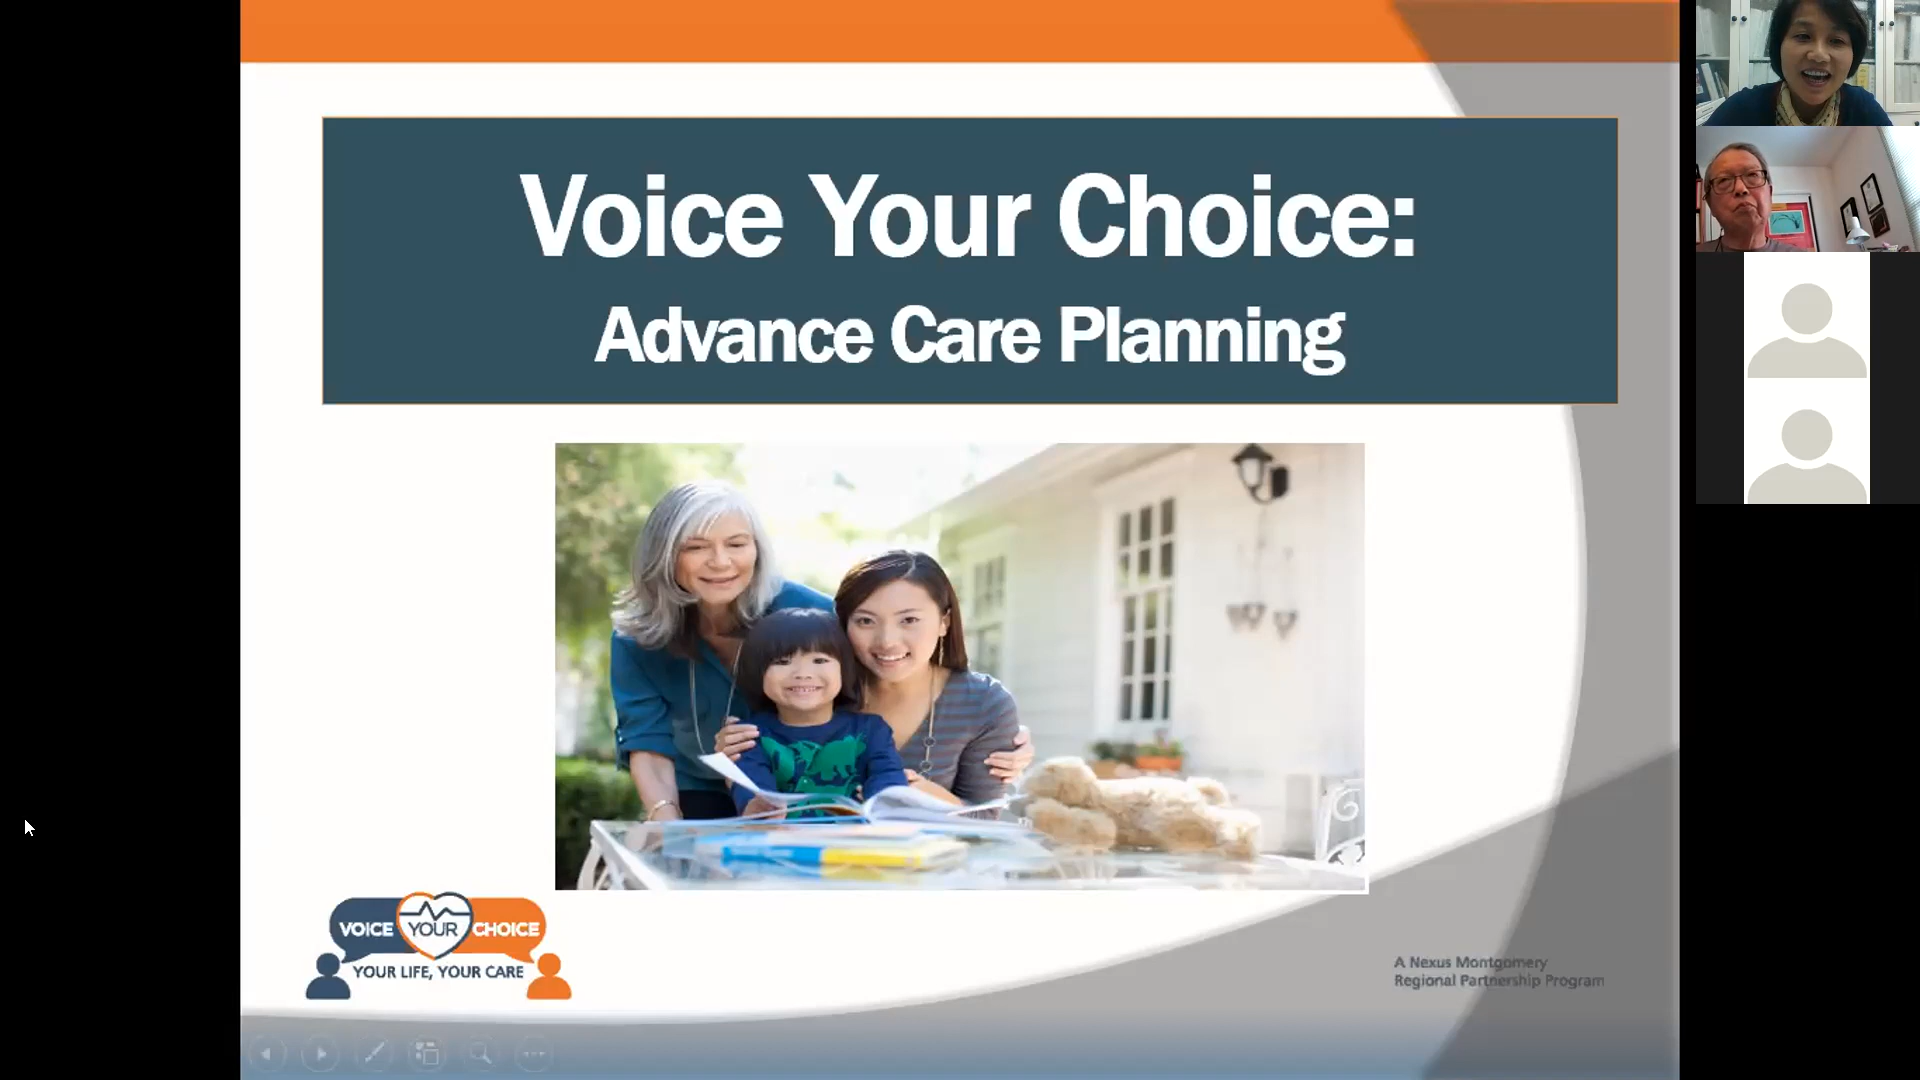 Voice Your Choice:
Advance Care Planning
VOICE YOUR CHOICE
YOUR LIFE, YOUR CARE
A Nexus Montgomery
Regional Partnership Program